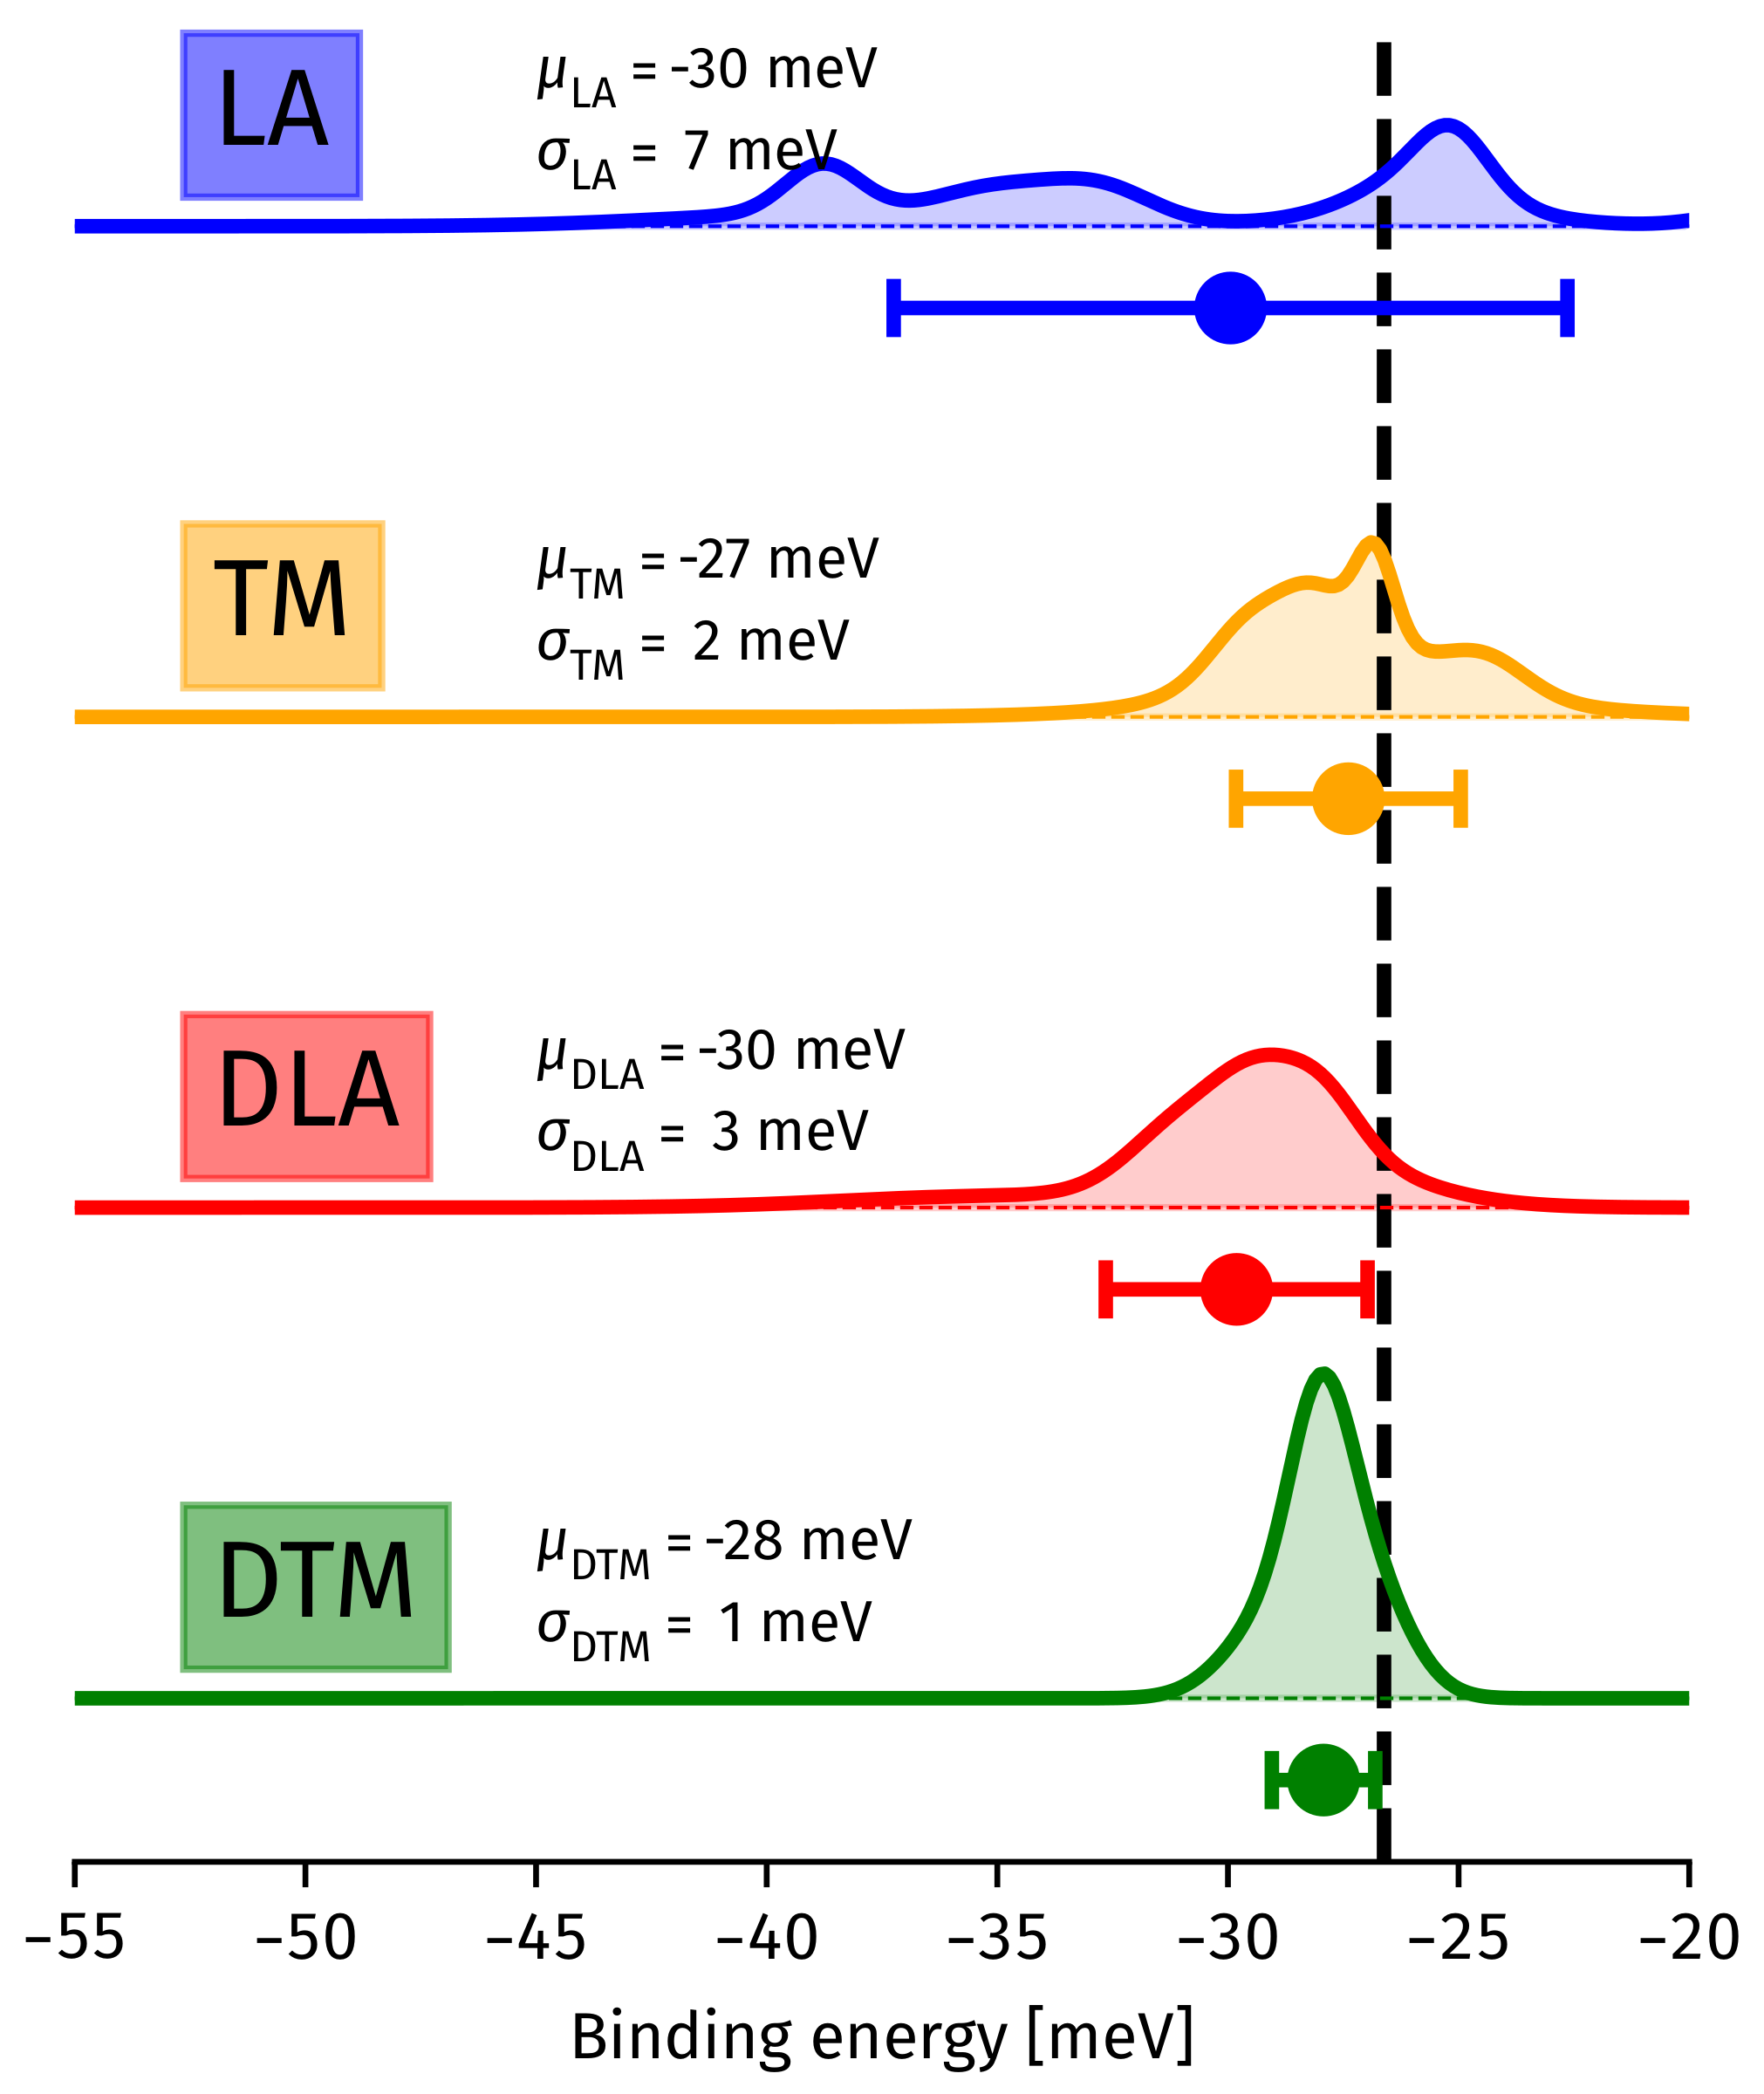 LA
μLA = -30 meV
σLA = 7 meV
TM
μTM = -27 meV
σTM = 2 meV
DLA
μDLA = -30 meV
σDLA = 3 meV
DTM
μDTM = -28 meV
σDTM = 1 meV
−55 −50 −45 −40 −35 −30 −25 −20
Binding energy [meV]